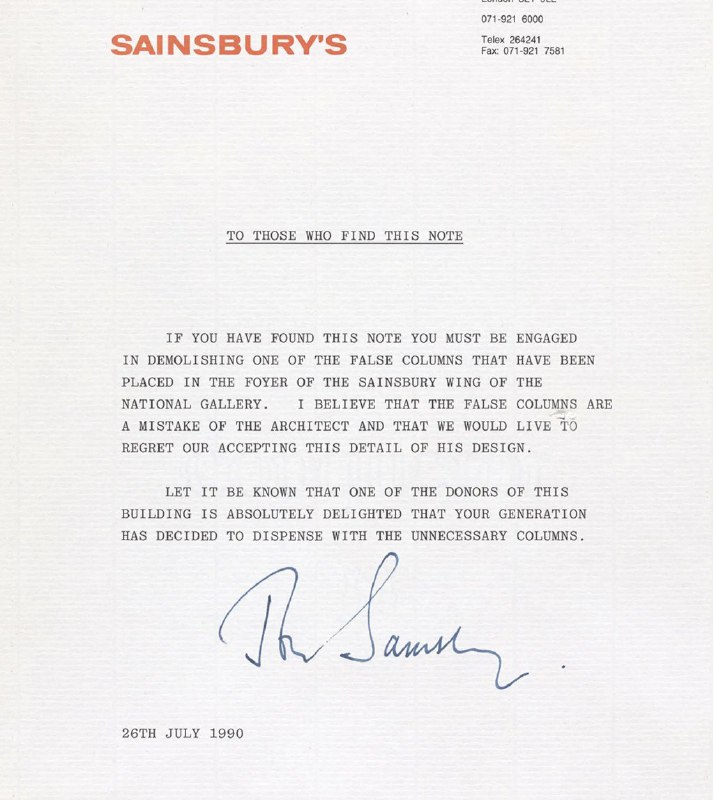 071-921 6000
SAINSBURY'S
Telex 264241
Fax: 071-921 7581
TO THOSE WHO FIND THIS NOTE
IF YOU HAVE FOUND THIS NOTE YOU MUST BE ENGAGED
IN DEMOLISHING ONE OF THE FALSE COLUMNS THAT HAVE BEEN
PLACED IN THE FOYER OF THE SAINSBURY WING OF THE
NATIONAL GALLERY. I BELIEVE THAT THE FALSE COLUMNS ARE
A MISTAKE OF THE ARCHITECT AND THAT WE WOULD LIVE TO
REGRET OUR ACCEPTING THIS DETAIL OF HIS DESIGN.
LET IT BE KNOWN THAT ONE OF THE DONORS OF THIS
BUILDING IS ABSOLUTELY DELIGHTED THAT YOUR GENERATION
HAS DECIDED TO DISPENSE WITH THE UNNECESSARY COLUMNS.
26TH JULY 1990